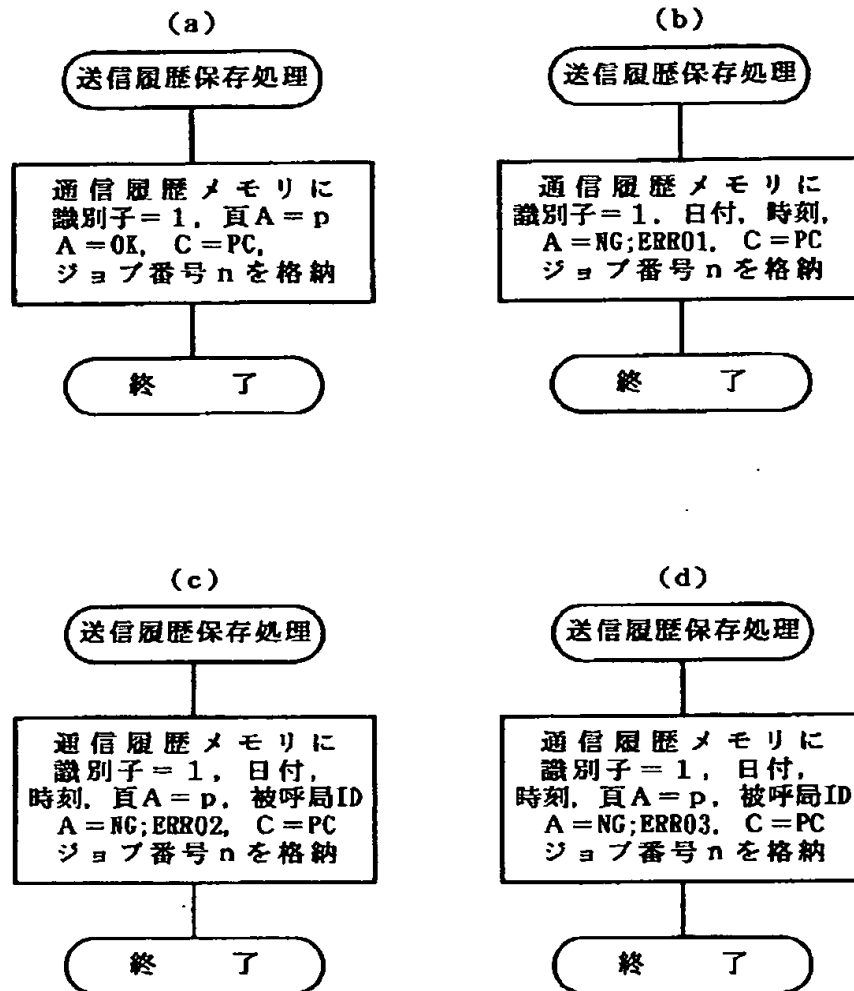 (a)
送信履歴保存処理
通信履歴メモリに
識別子=1, 頁A=p
A=OK, C=PC,
ジョブ番号nを格納
終 了
(b)
送信履歴保存処理
通信履歴メモリに
識別子=1, 日付, 時刻,
A=NG;ERR01, C=PC
ジョブ番号nを格納
終 了
(c)
送信履歴保存処理
通信履歴メモリに
識別子=1, 日付,
時刻, 頁A=p, 被呼局ID
A=NG;ERR02, C=PC
ジョブ番号nを格納
終 了
(d)
送信履歴保存処理
通信履歴メモリに
識別子=1, 日付,
時刻, 頁A=p, 被呼局ID
A=NG;ERR03, C=PC
ジョブ番号nを格納
終 了